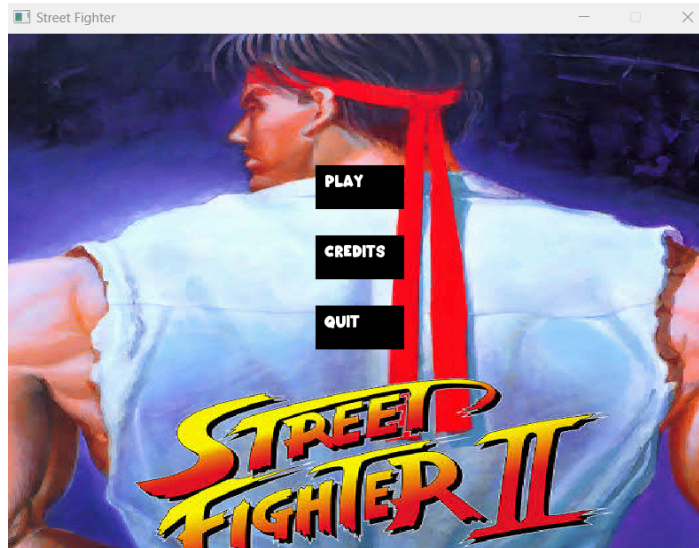 Street Fighter
PLAY
CREDITS
QUIT
STREET
FIGHTER II